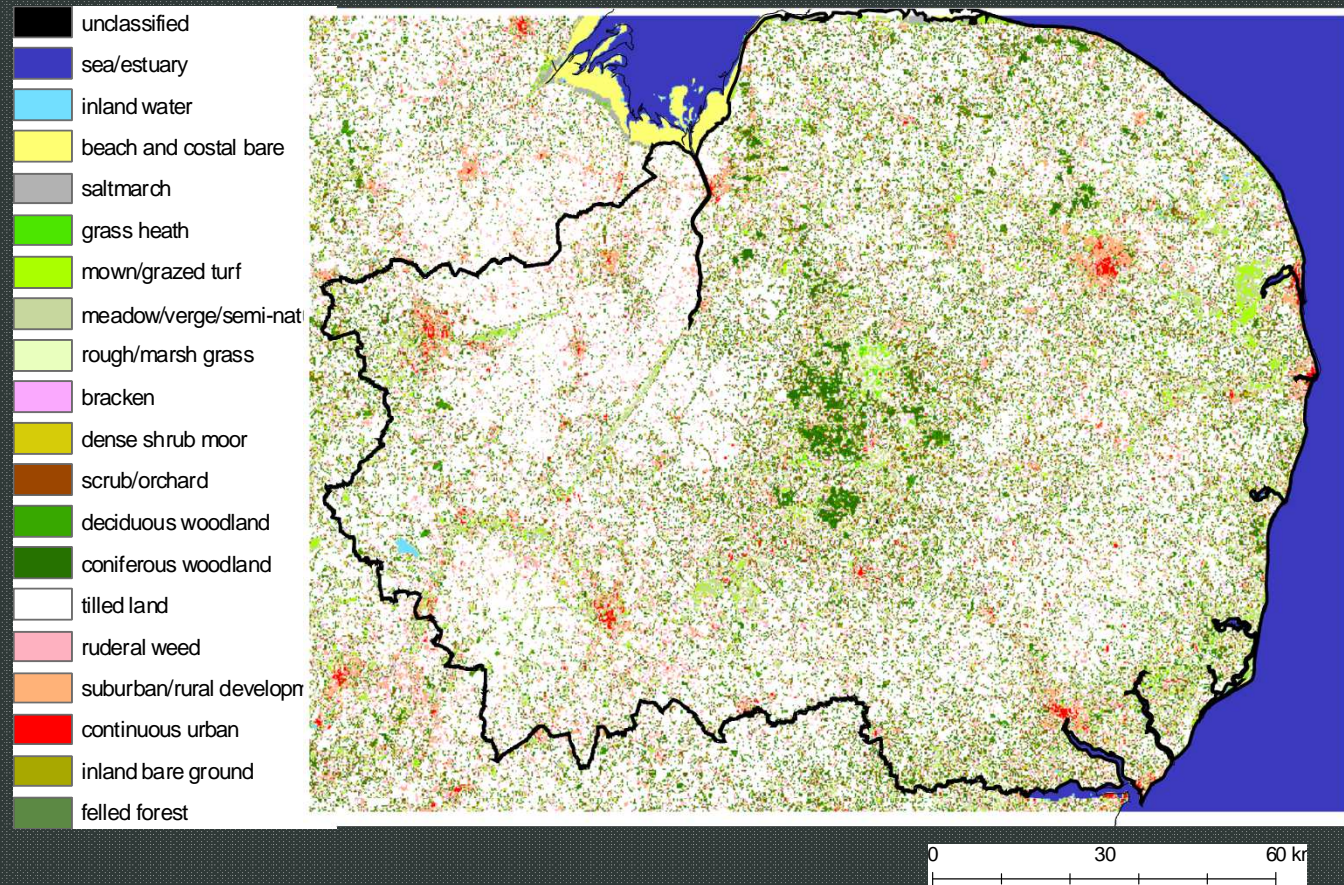 unclassified
sea/estuary
inland water
beach and costal bare
saltmarch
grass heath
mown/grazed turf
meadow/verge/semi-natu
rough/marsh grass
bracken
dense shrub moor
scrub/orchard
deciduous woodland
coniferous woodland
tilled land
ruderal weed
suburban/rural developm
continuous urban
inland bare ground
felled forest
0 30 60 km